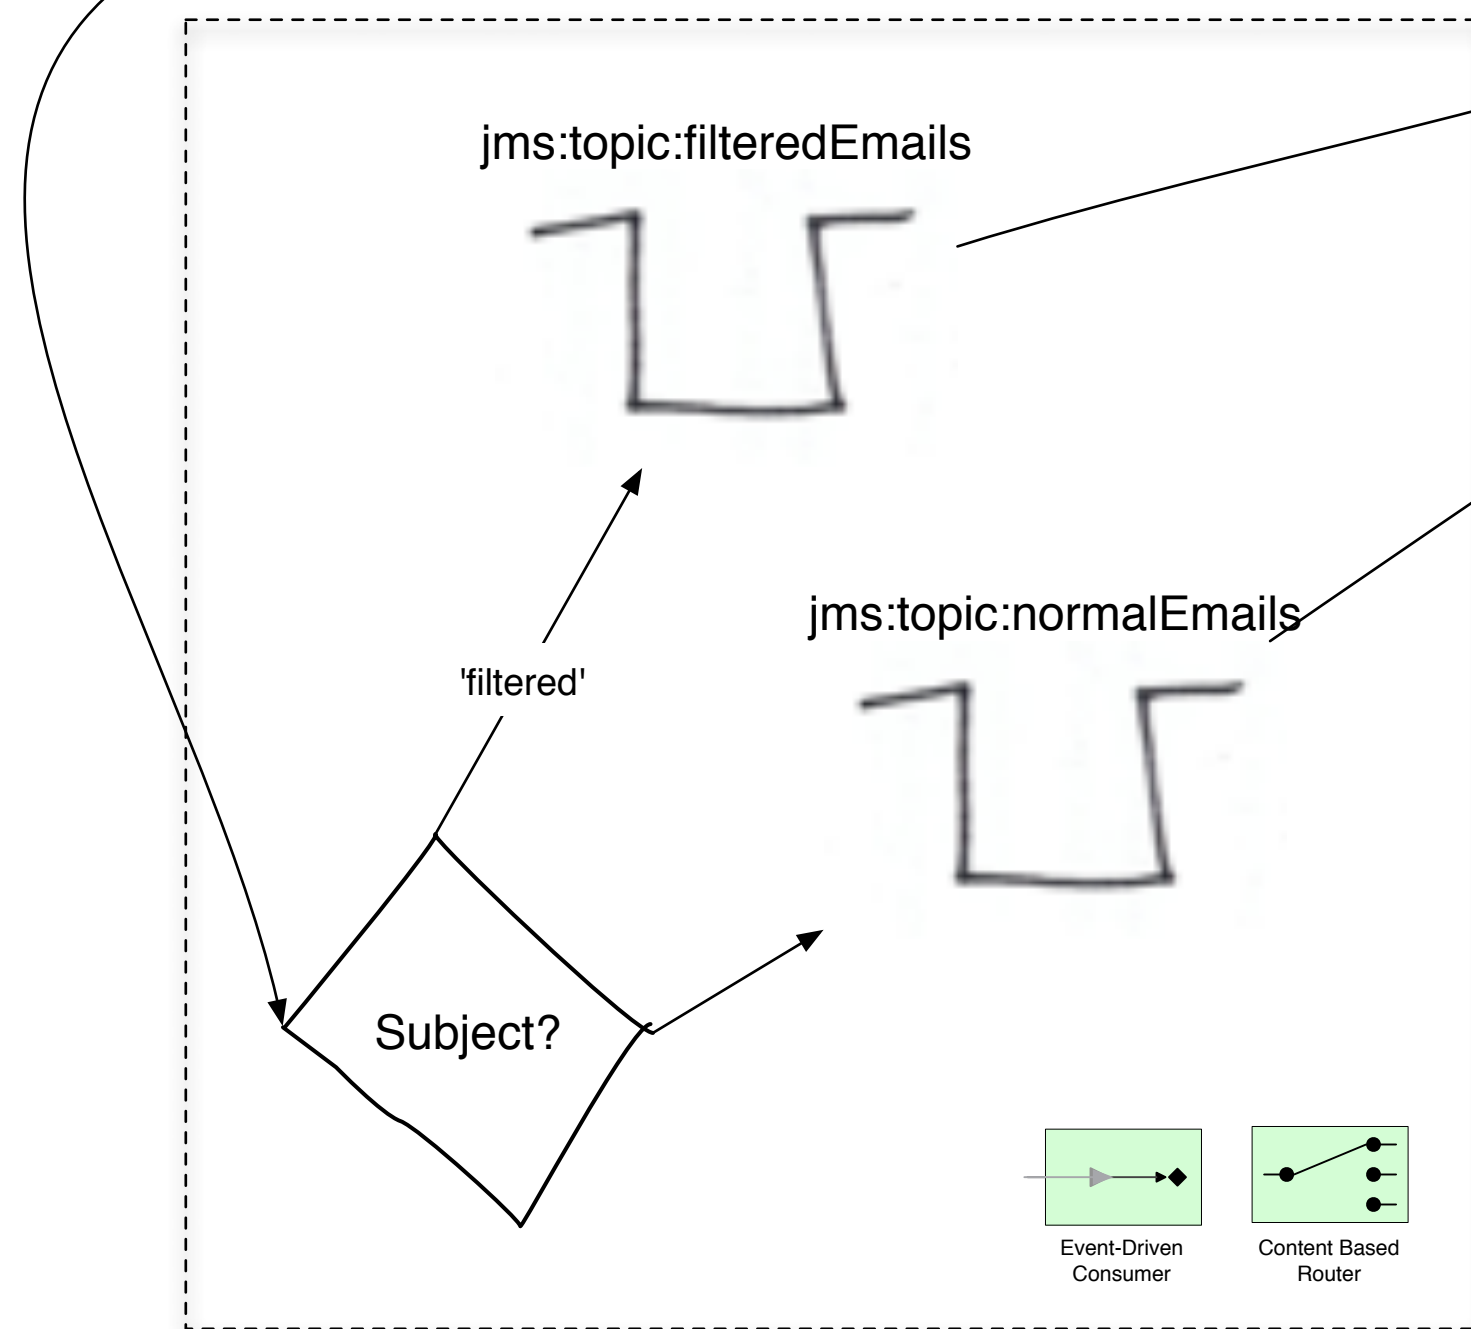 jms:topic:filteredEmails
jms:topic:normalEmails
'filtered'
Subject?
Event-Driven
Consumer
Content Based
Router